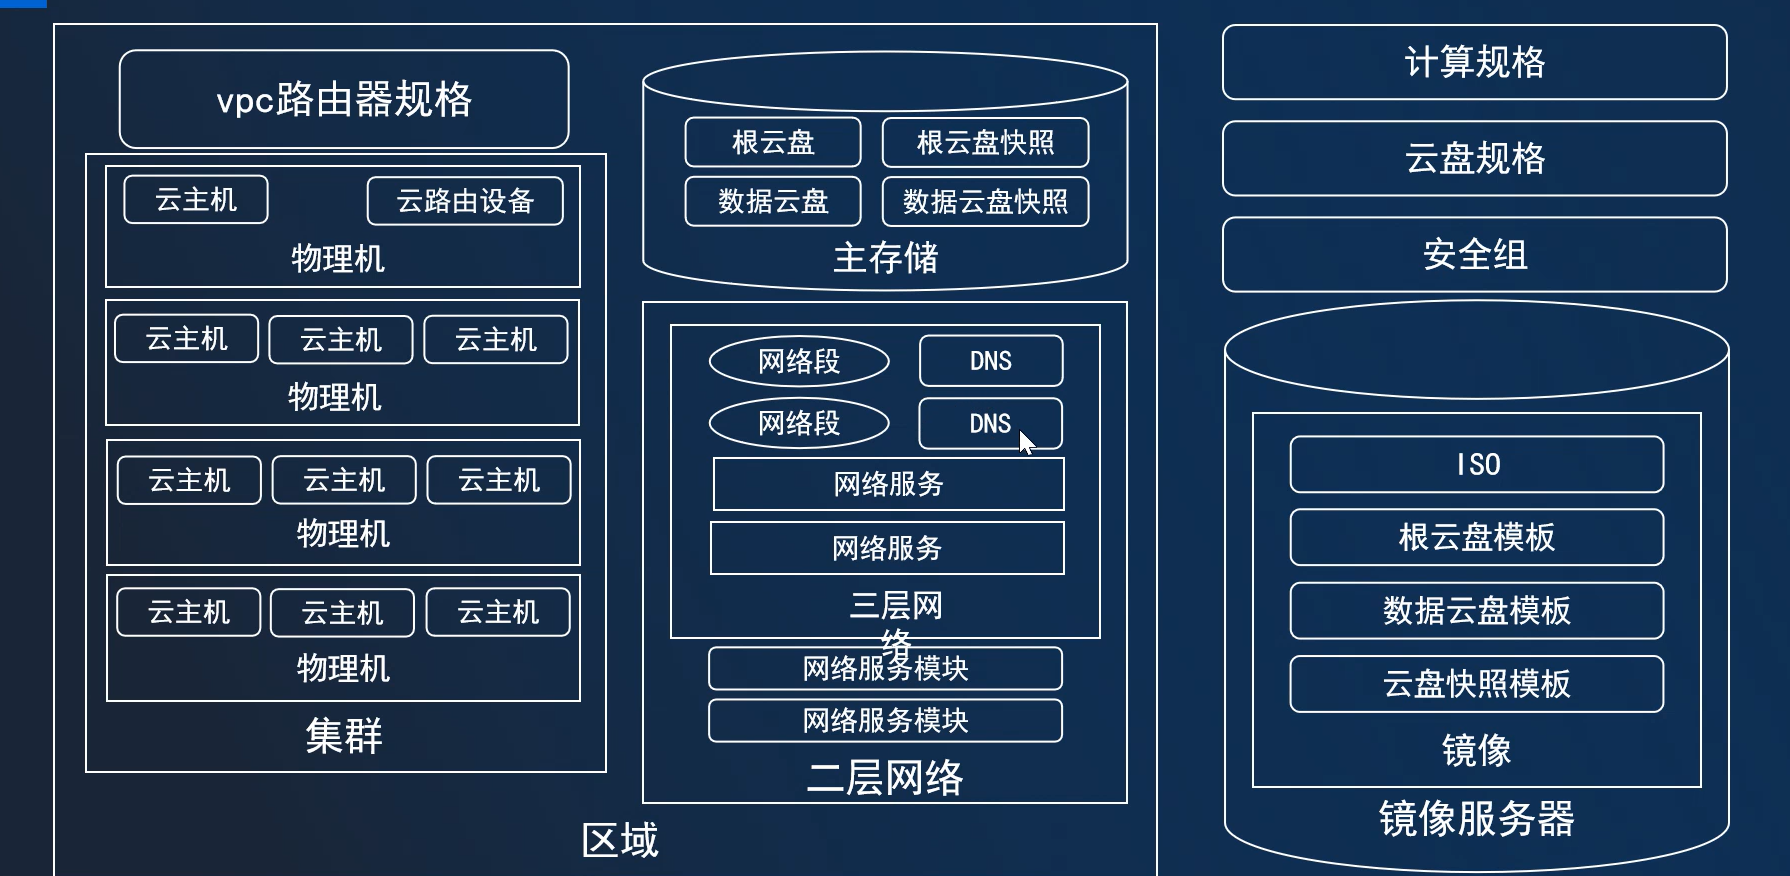 vpc路由器规格
云主机
云路由设备
物理机
云主机
云主机
云主机
物理机
云主机
云主机
云主机
物理机
云主机
云主机
云主机
物理机
集群
根云盘
根云盘快照
数据云盘
数据云盘快照
主存储
网络段
DNS
网络段
DNS
网络服务
网络服务
三层网
络
网络服务模块
网络服务模块
二层网络
区域
计算规格
云盘规格
安全组
ISO
根云盘模板
数据云盘模板
云盘快照模板
镜像
镜像服务器